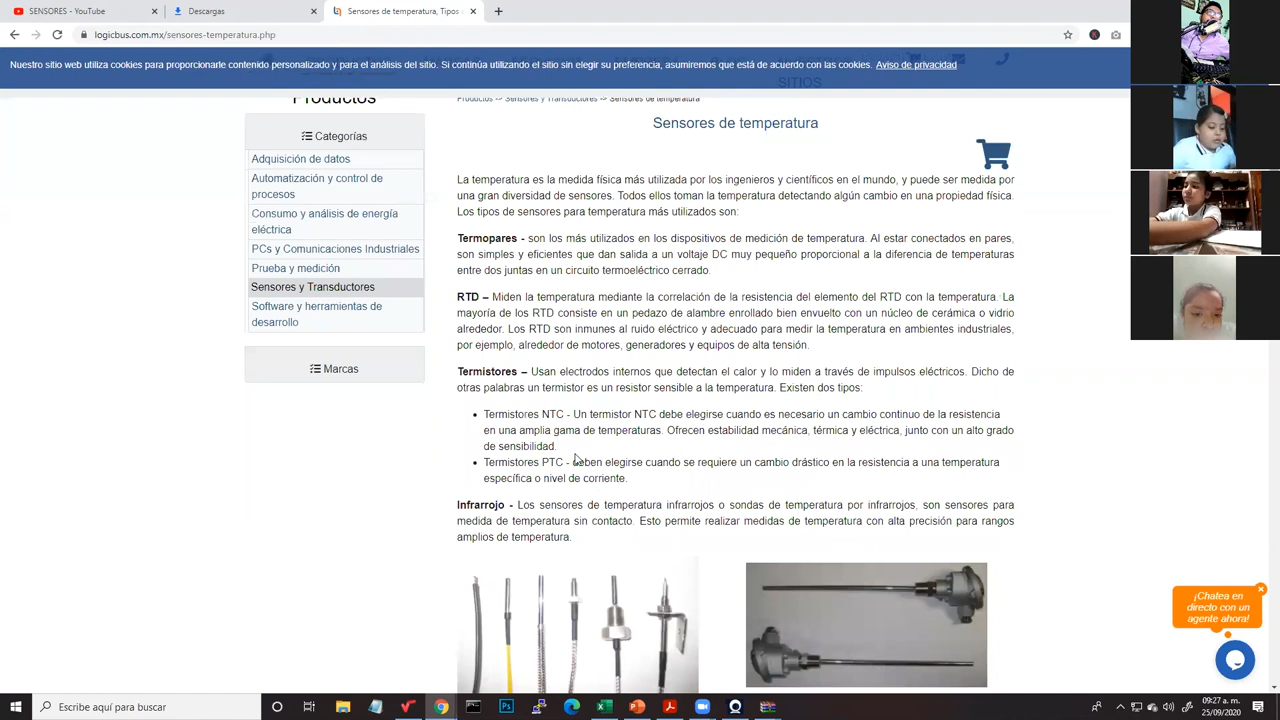 SENSORES - YouTube
Descargas
Sensores de temperatura, Tipos
logicbus.com.mx/sensores-temperatura.php
Nuestro sitio web utiliza cookies para proporcionarle contenido personalizado y para el análisis del sitio. Si continúa utilizando el sitio sin elegir su preferencia, asumiremos que está de acuerdo con las cookies. Aviso de privacidad
SITIOS
Productos
Productos -> Sensores y Transductores -> Sensores de temperatura
Categorías
Adquisición de datos
Automatización y control de
procesos
Consumo y análisis de energía
eléctrica
PCs y Comunicaciones Industriales
Prueba y medición
Sensores y Transductores
Software y herramientas de
desarrollo
Marcas
Sensores de temperatura
La temperatura es la medida física más utilizada por los ingenieros y científicos en el mundo, y puede ser medida por
una gran diversidad de sensores. Todos ellos toman la temperatura detectando algún cambio en una propiedad física.
Los tipos de sensores para temperatura más utilizados son:
Termopares - son los más utilizados en los dispositivos de medición de temperatura. Al estar conectados en pares,
son simples y eficientes que dan salida a un voltaje DC muy pequeño proporcional a la diferencia de temperaturas
entre dos juntas en un circuito termoeléctrico cerrado.
RTD – Miden la temperatura mediante la correlación de la resistencia del elemento del RTD con la temperatura. La
mayoría de los RTD consiste en un pedazo de alambre enrollado bien envuelto con un núcleo de cerámica o vidrio
alrededor. Los RTD son inmunes al ruido eléctrico y adecuado para medir la temperatura en ambientes industriales,
por ejemplo, alrededor de motores, generadores y equipos de alta tensión.
Termistores – Usan electrodos internos que detectan el calor y lo miden a través de impulsos eléctricos. Dicho de
otras palabras un termistor es un resistor sensible a la temperatura. Existen dos tipos:
• Termistores NTC - Un termistor NTC debe elegirse cuando es necesario un cambio continuo de la resistencia
en una amplia gama de temperaturas. Ofrecen estabilidad mecánica, térmica y eléctrica, junto con un alto grado
de sensibilidad.
• Termistores PTC - deben elegirse cuando se requiere un cambio drástico en la resistencia a una temperatura
específica o nivel de corriente.
Infrarrojo - Los sensores de temperatura infrarrojos o sondas de temperatura por infrarrojos, son sensores para
medida de temperatura sin contacto. Esto permite realizar medidas de temperatura con alta precisión para rangos
amplios de temperatura.
¡Chatea en
directo con un
agente ahora!
Escribe aquí para buscar
09:27 a. m.
25/09/2020